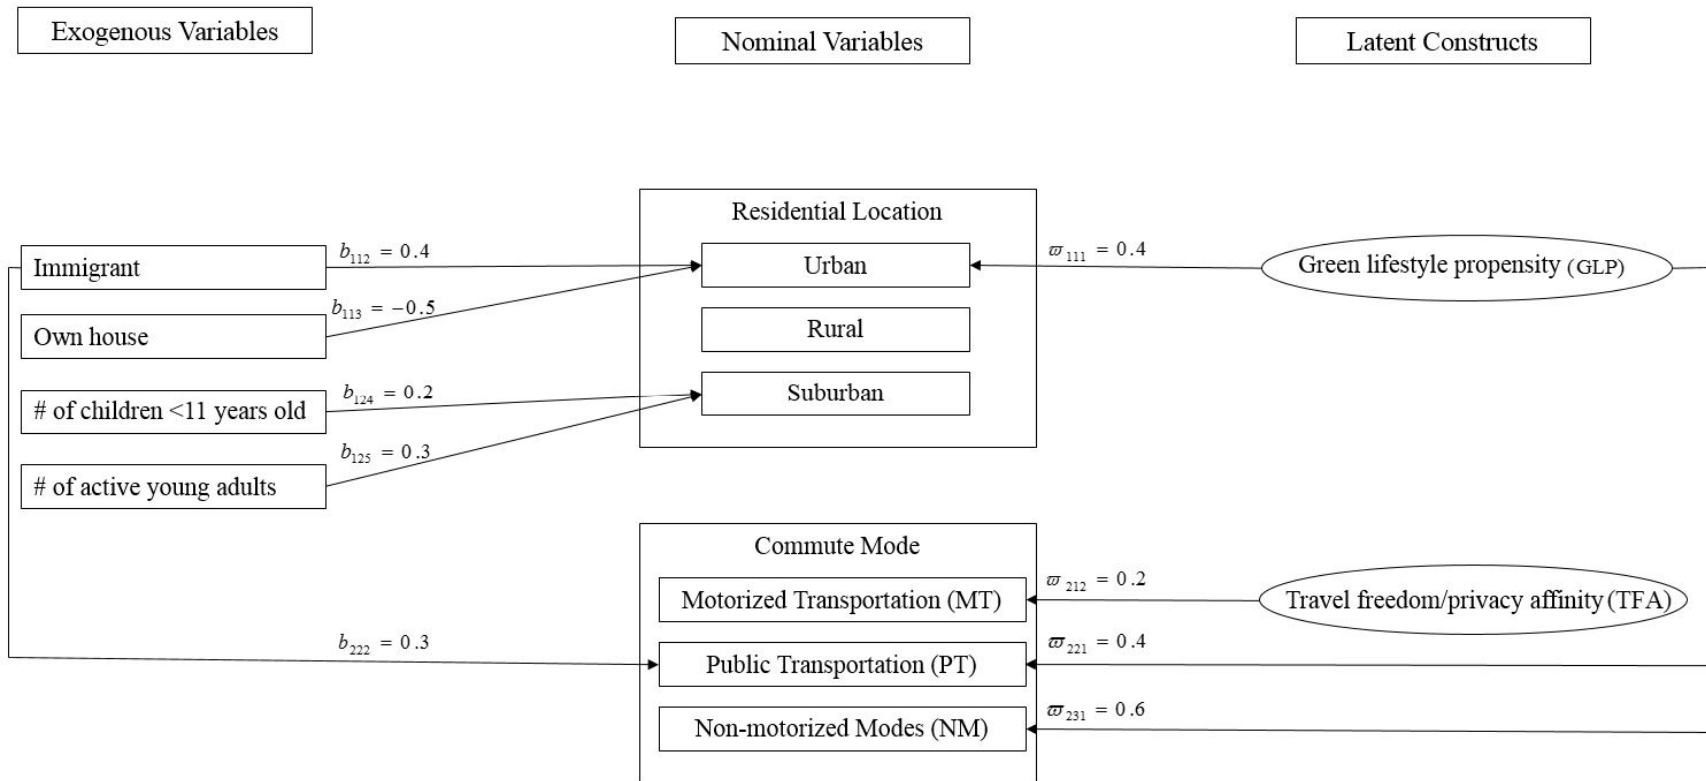 Exogenous Variables
Nominal Variables
Latent Constructs
Residential Location
Immigrant
b₁₁₂ = 0.4
Urban
ϖ₁₁₁ = 0.4
Green lifestyle propensity (GLP)
Own house
b₁₁₃ = −0.5
Rural
# of children <11 years old
b₁₂₄ = 0.2
Suburban
# of active young adults
b₁₂₅ = 0.3
Commute Mode
Motorized Transportation (MT)
ϖ₂₁₂ = 0.2
Travel freedom/privacy affinity (TFA)
b₂₂₂ = 0.3
Public Transportation (PT)
ϖ₂₂₁ = 0.4
Non-motorized Modes (NM)
ϖ₂₃₁ = 0.6